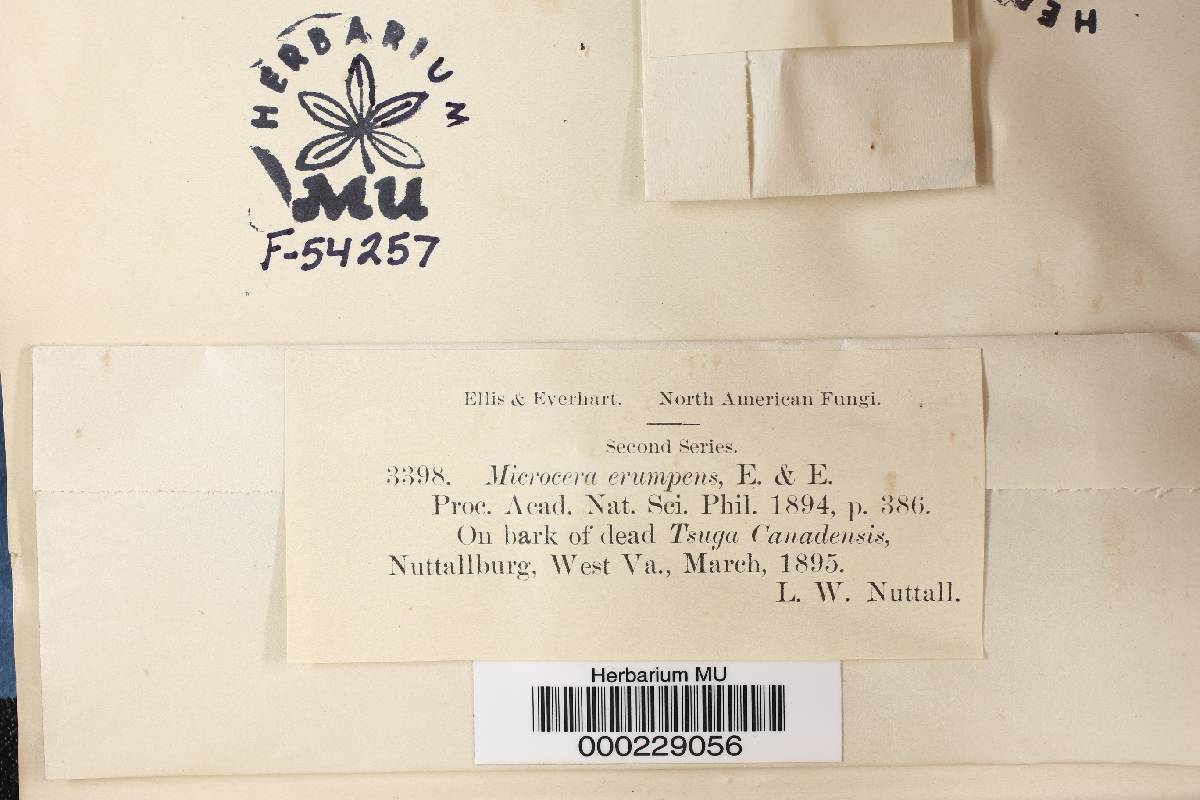 HERBARIUM
MU
F-54257
HER
Ellis & Everhart. North American Fungi.
Second Series.
3398. Microcera erumpens, E. & E.
Proc. Acad. Nat. Sci. Phil. 1894, p. 386.
On bark of dead Tsuga Canadensis,
Nuttallburg, West Va., March, 1895.
L. W. Nuttall.
Herbarium MU
000229056